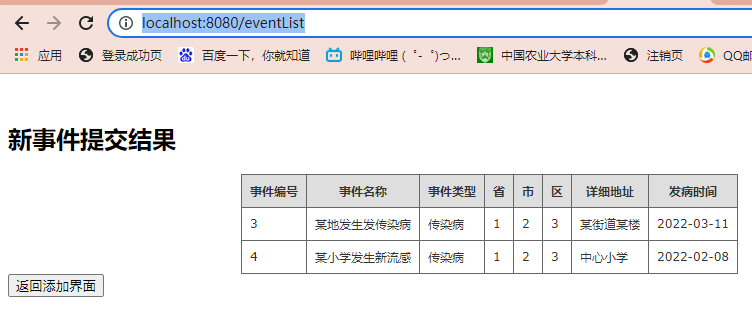 localhost:8080/eventList
应用 登录成功页 百度一下，你就知道 哔哩哔哩 ( ゜- ゜)つ... 中国农业大学本科... 注销页 QQ邮
新事件提交结果
事件编号 事件名称 事件类型 省 市 区 详细地址 发病时间
3 某地发生发传染病 传染病 1 2 3 某街道某楼 2022-03-11
4 某小学发生新流感 传染病 1 2 3 中心小学 2022-02-08
返回添加界面